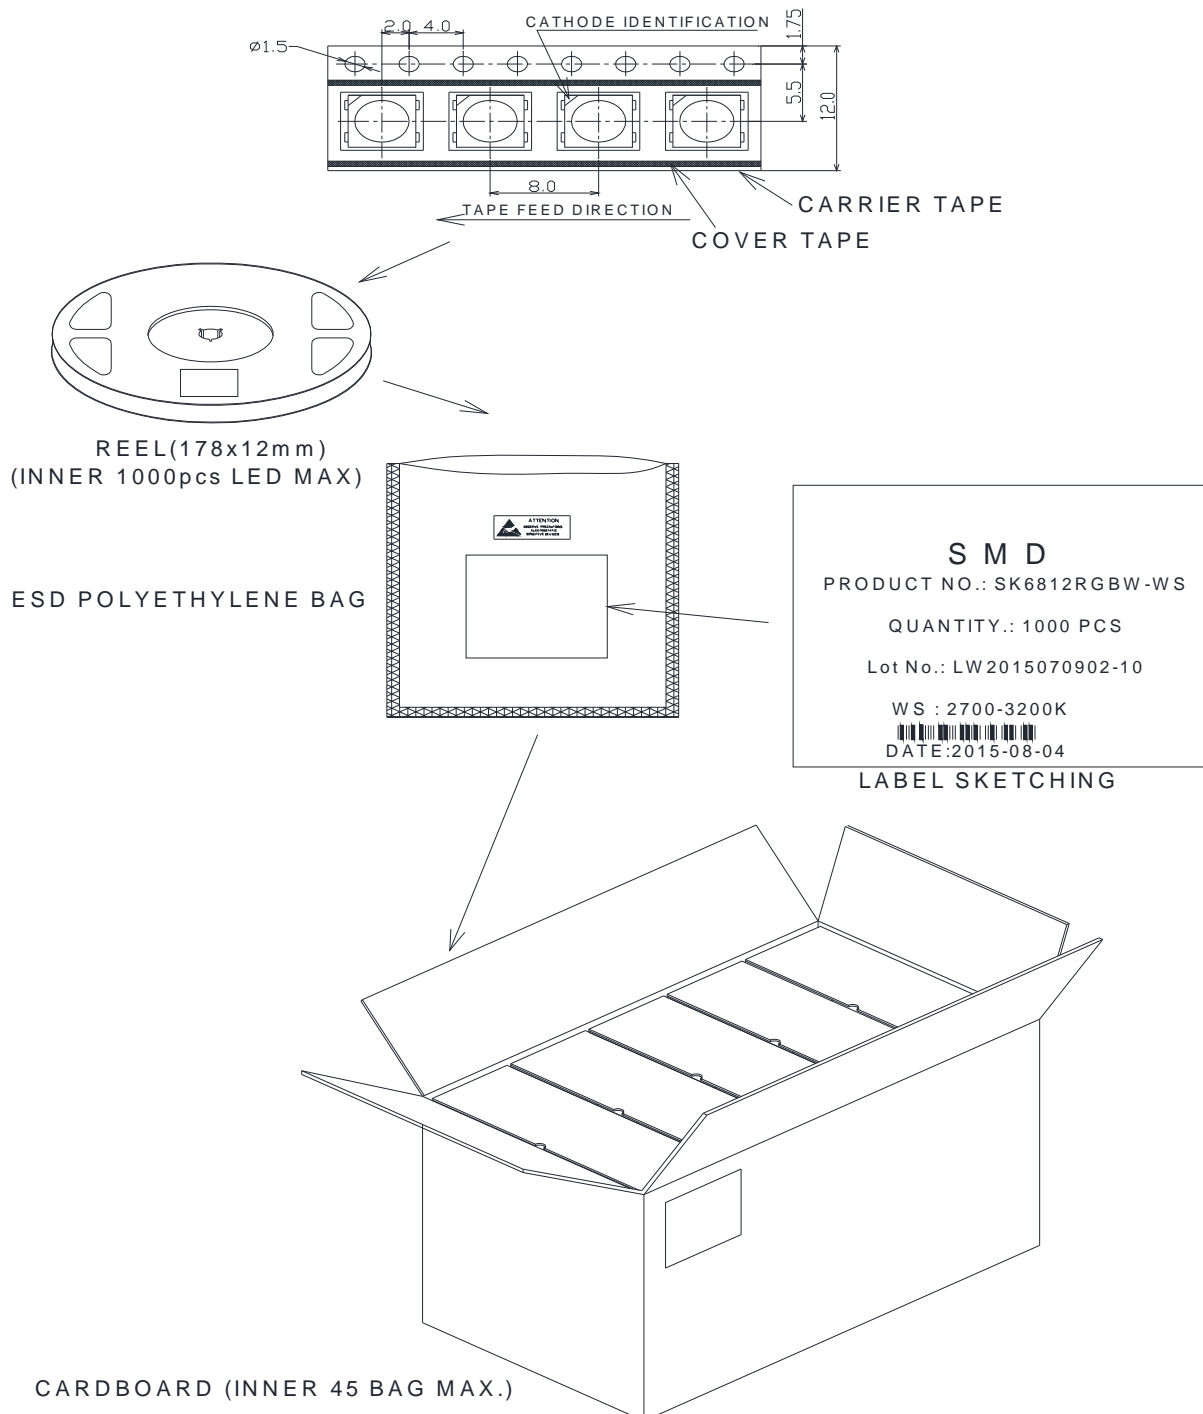 2.0
4.0
CATHODE IDENTIFICATION
1.75
Ø1.5
5.5
12.0
8.0
TAPE FEED DIRECTION
CARRIER TAPE
COVER TAPE
REEL(178x12mm)
(INNER 1000pcs LED MAX)
ATTENTION
ESD POLYETHYLENE BAG
SMD
PRODUCT NO.: SK6812RGBW-WS
QUANTITY.: 1000 PCS
Lot No.: LW2015070902-10
WS : 2700-3200K
DATE:2015-08-04
LABEL SKETCHING
CARDBOARD (INNER 45 BAG MAX.)